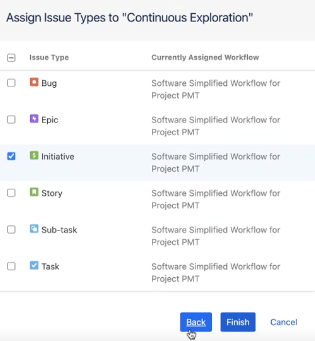 Assign Issue Types to "Continuous Exploration"
Issue Type Currently Assigned Workflow
Bug Software Simplified Workflow for
Project PMT
Epic Software Simplified Workflow for
Project PMT
Initiative Software Simplified Workflow for
Project PMT
Story Software Simplified Workflow for
Project PMT
Sub-task Software Simplified Workflow for
Project PMT
Task Software Simplified Workflow for
Project PMT
Back Finish Cancel